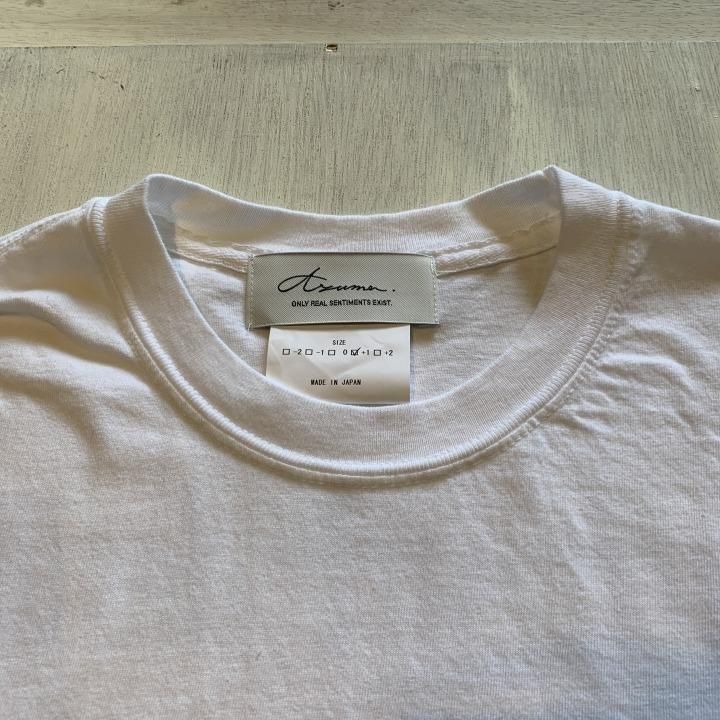 Azuma.
ONLY REAL SENTIMENTS EXIST.
SIZE
☐-2☐-1☐ 0☑+1☐+2
MADE IN JAPAN